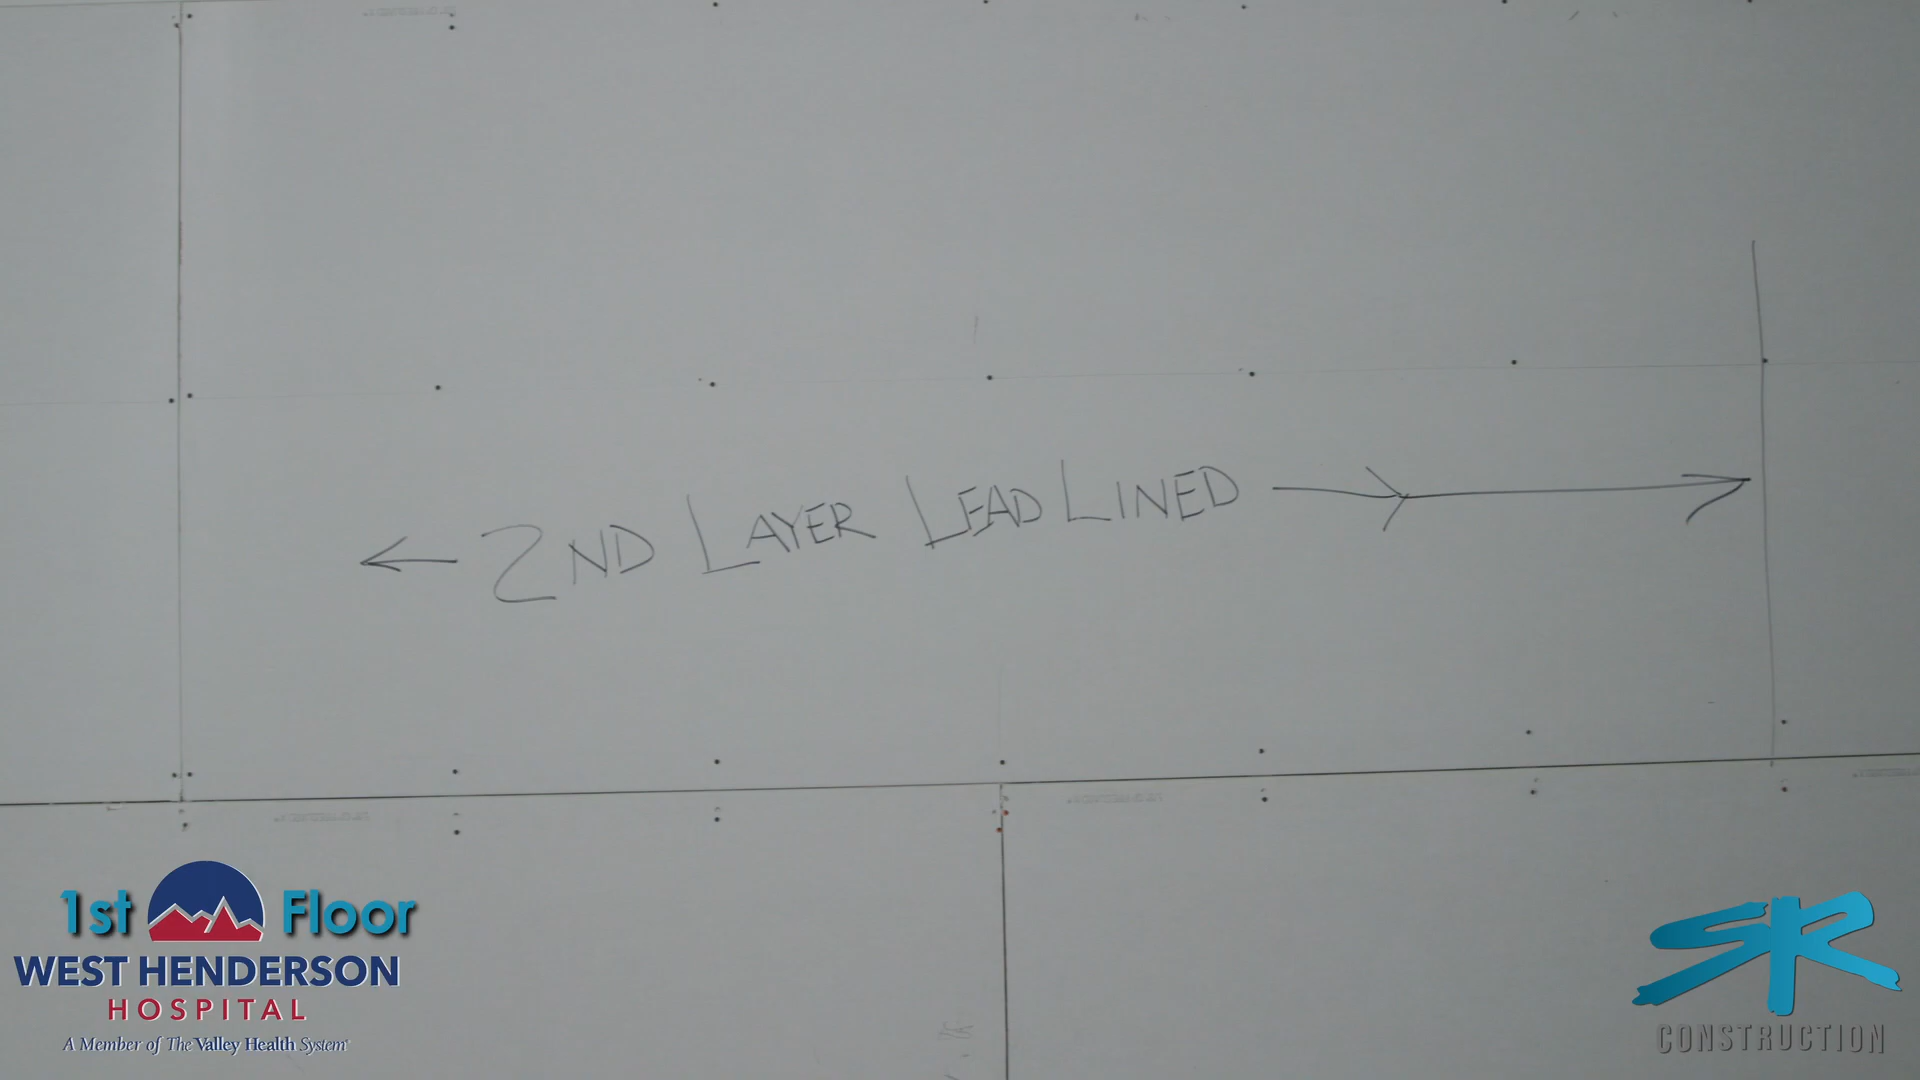 2ND LAYER LEAD LINED
1st Floor
WEST HENDERSON
HOSPITAL
A Member of The Valley Health System
SR
CONSTRUCTION